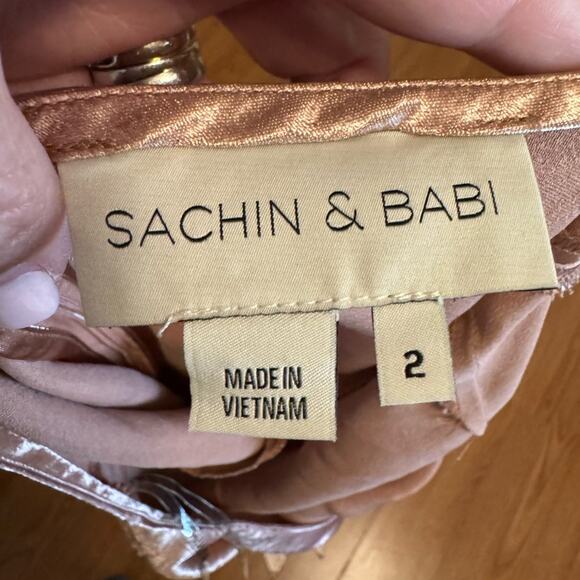 SACHIN & BABI
MADE IN
VIETNAM
2